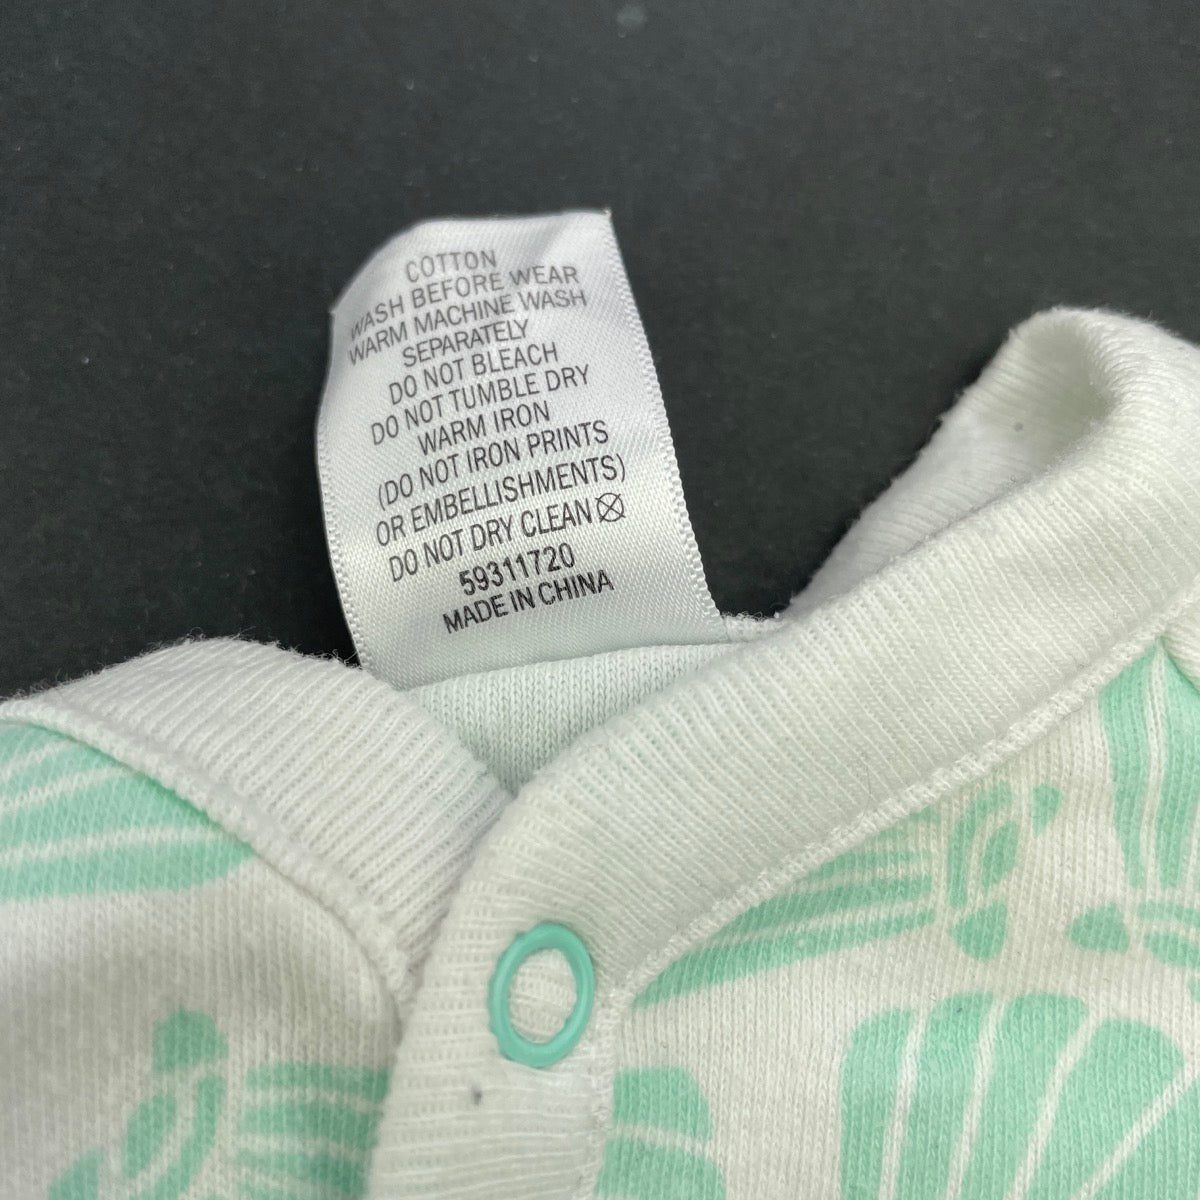 COTTON
WASH BEFORE WEAR
WARM MACHINE WASH
SEPARATELY
DO NOT BLEACH
DO NOT TUMBLE DRY
WARM IRON
(DO NOT IRON PRINTS
OR EMBELLISHMENTS)
DO NOT DRY CLEAN
59311720
MADE IN CHINA